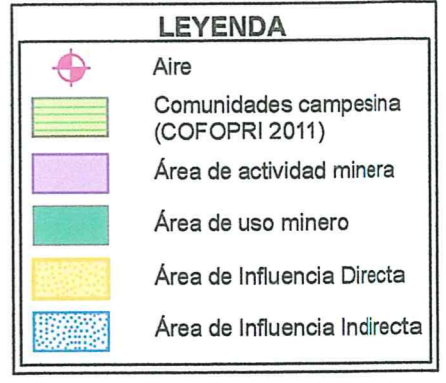 LEYENDA
Aire
Comunidades campesina
(COFOPRI 2011)
Área de actividad minera
Área de uso minero
Área de Influencia Directa
Área de Influencia Indirecta